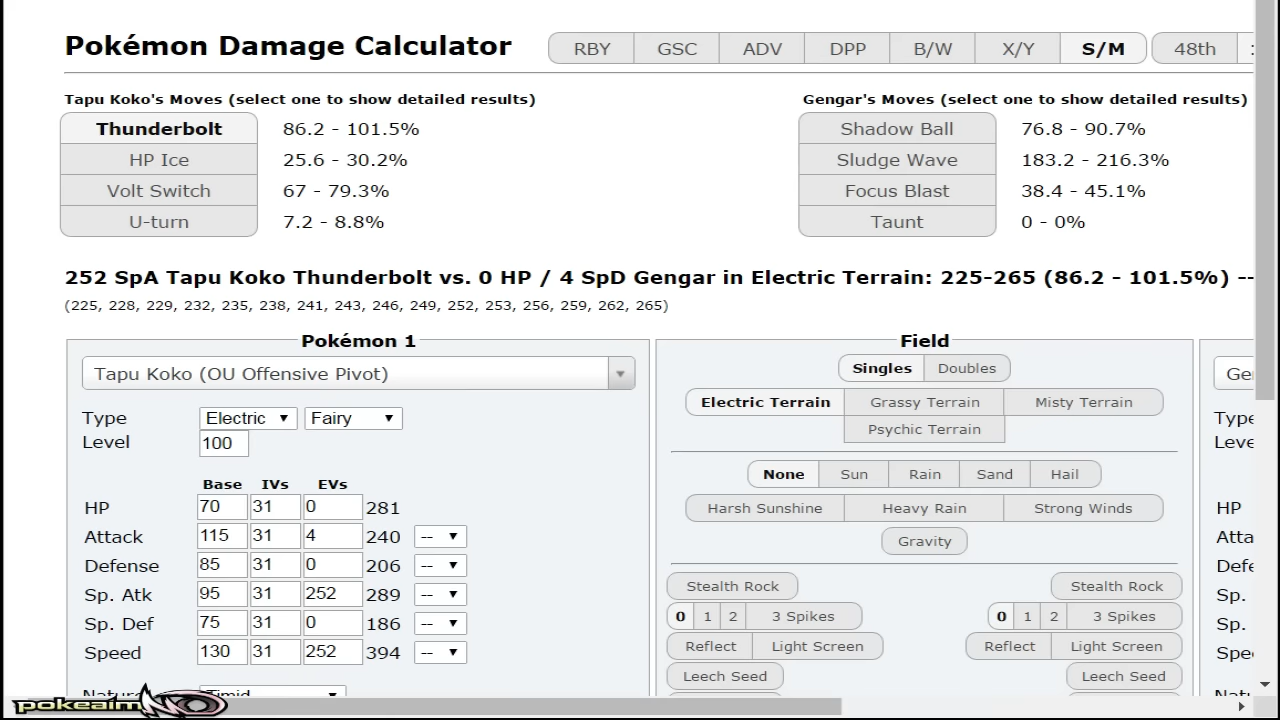 Pokémon Damage Calculator RBY GSC ADV DPP B/W X/Y S/M 48th
Tapu Koko's Moves (select one to show detailed results) Gengar's Moves (select one to show detailed results)
Thunderbolt 86.2 - 101.5% Shadow Ball 76.8 - 90.7%
HP Ice 25.6 - 30.2% Sludge Wave 183.2 - 216.3%
Volt Switch 67 - 79.3% Focus Blast 38.4 - 45.1%
U-turn 7.2 - 8.8% Taunt 0 - 0%
252 SpA Tapu Koko Thunderbolt vs. 0 HP / 4 SpD Gengar in Electric Terrain: 225-265 (86.2 - 101.5%) --
(225, 228, 229, 232, 235, 238, 241, 243, 246, 249, 252, 253, 256, 259, 262, 265)
Pokémon 1 Field
Tapu Koko (OU Offensive Pivot) Singles Doubles Ge
Type Electric Fairy Electric Terrain Grassy Terrain Misty Terrain Type
Level 100 Psychic Terrain Leve
Base IVs EVs None Sun Rain Sand Hail
HP 70 31 0 281 Harsh Sunshine Heavy Rain Strong Winds HP
Attack 115 31 4 240 -- Gravity Atta
Defense 85 31 0 206 -- Defe
Sp. Atk 95 31 252 289 -- Stealth Rock Stealth Rock Sp.
Sp. Def 75 31 0 186 -- 0 1 2 3 Spikes 0 1 2 3 Spikes Sp.
Speed 130 31 252 394 -- Reflect Light Screen Reflect Light Screen Spee
Leech Seed Leech Seed
Nature Timid
pokeaimMD